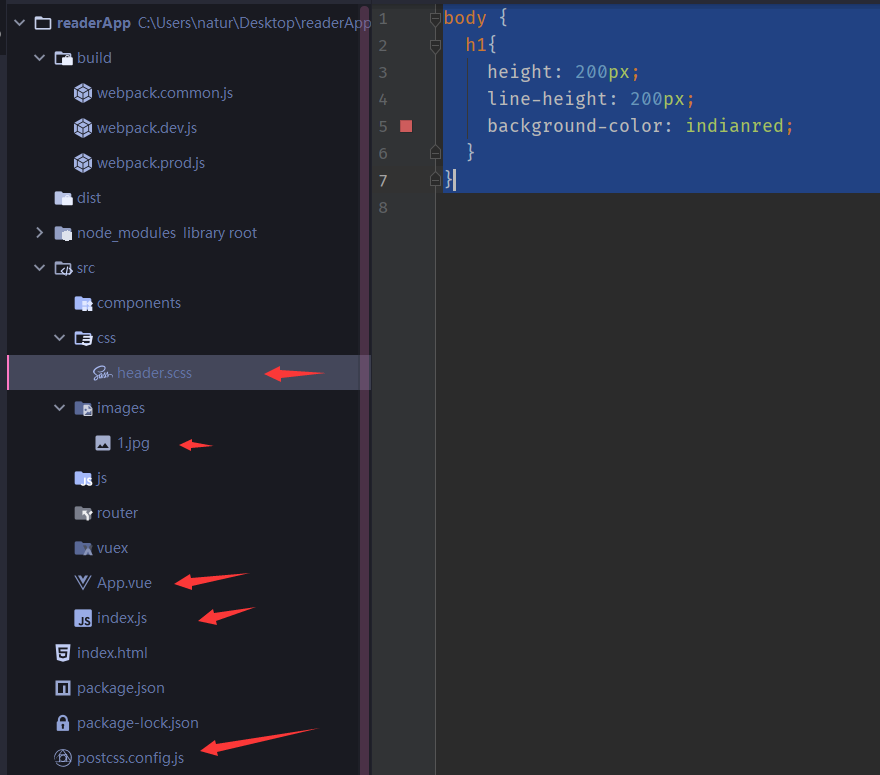 readerApp C:\Users\natur\Desktop\readerApp
build
webpack.common.js
webpack.dev.js
webpack.prod.js
dist
node_modules library root
src
components
css
header.scss
images
1.jpg
js
router
vuex
App.vue
index.js
index.html
package.json
package-lock.json
postcss.config.js
1 body {
2 h1{
3 height: 200px;
4 line-height: 200px;
5 background-color: indianred;
6 }
7 }
8